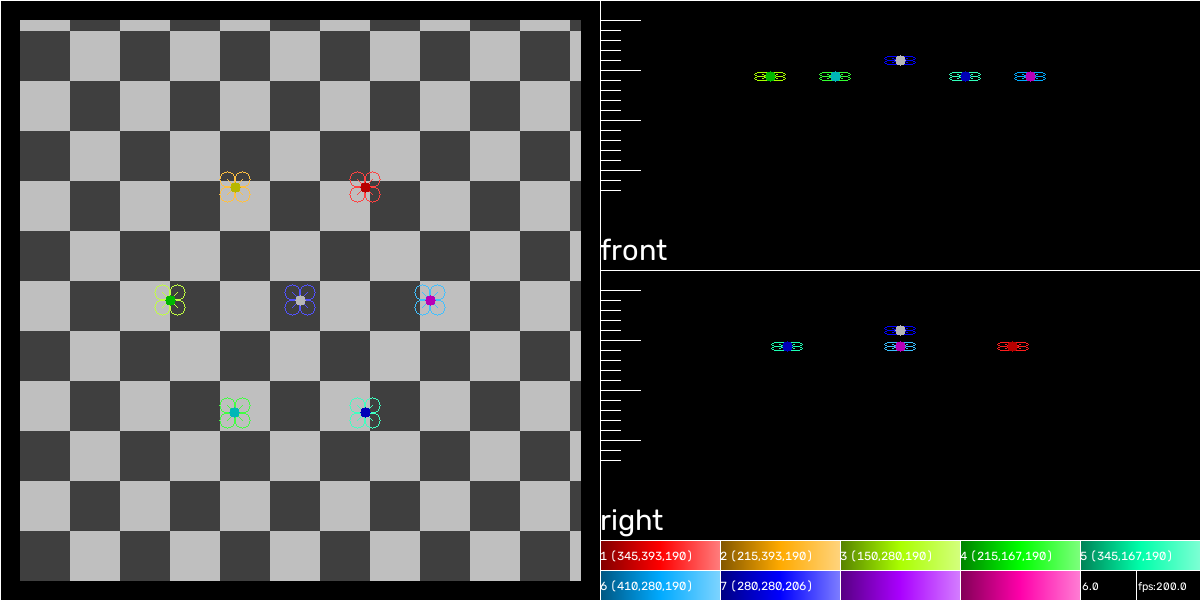 front
right
1 (345,393,190) 2 (215,393,190) 3 (150,280,190) 4 (215,167,190) 5 (345,167,190)
6 (410,280,190) 7 (280,280,206) 6.0 fps:200.0